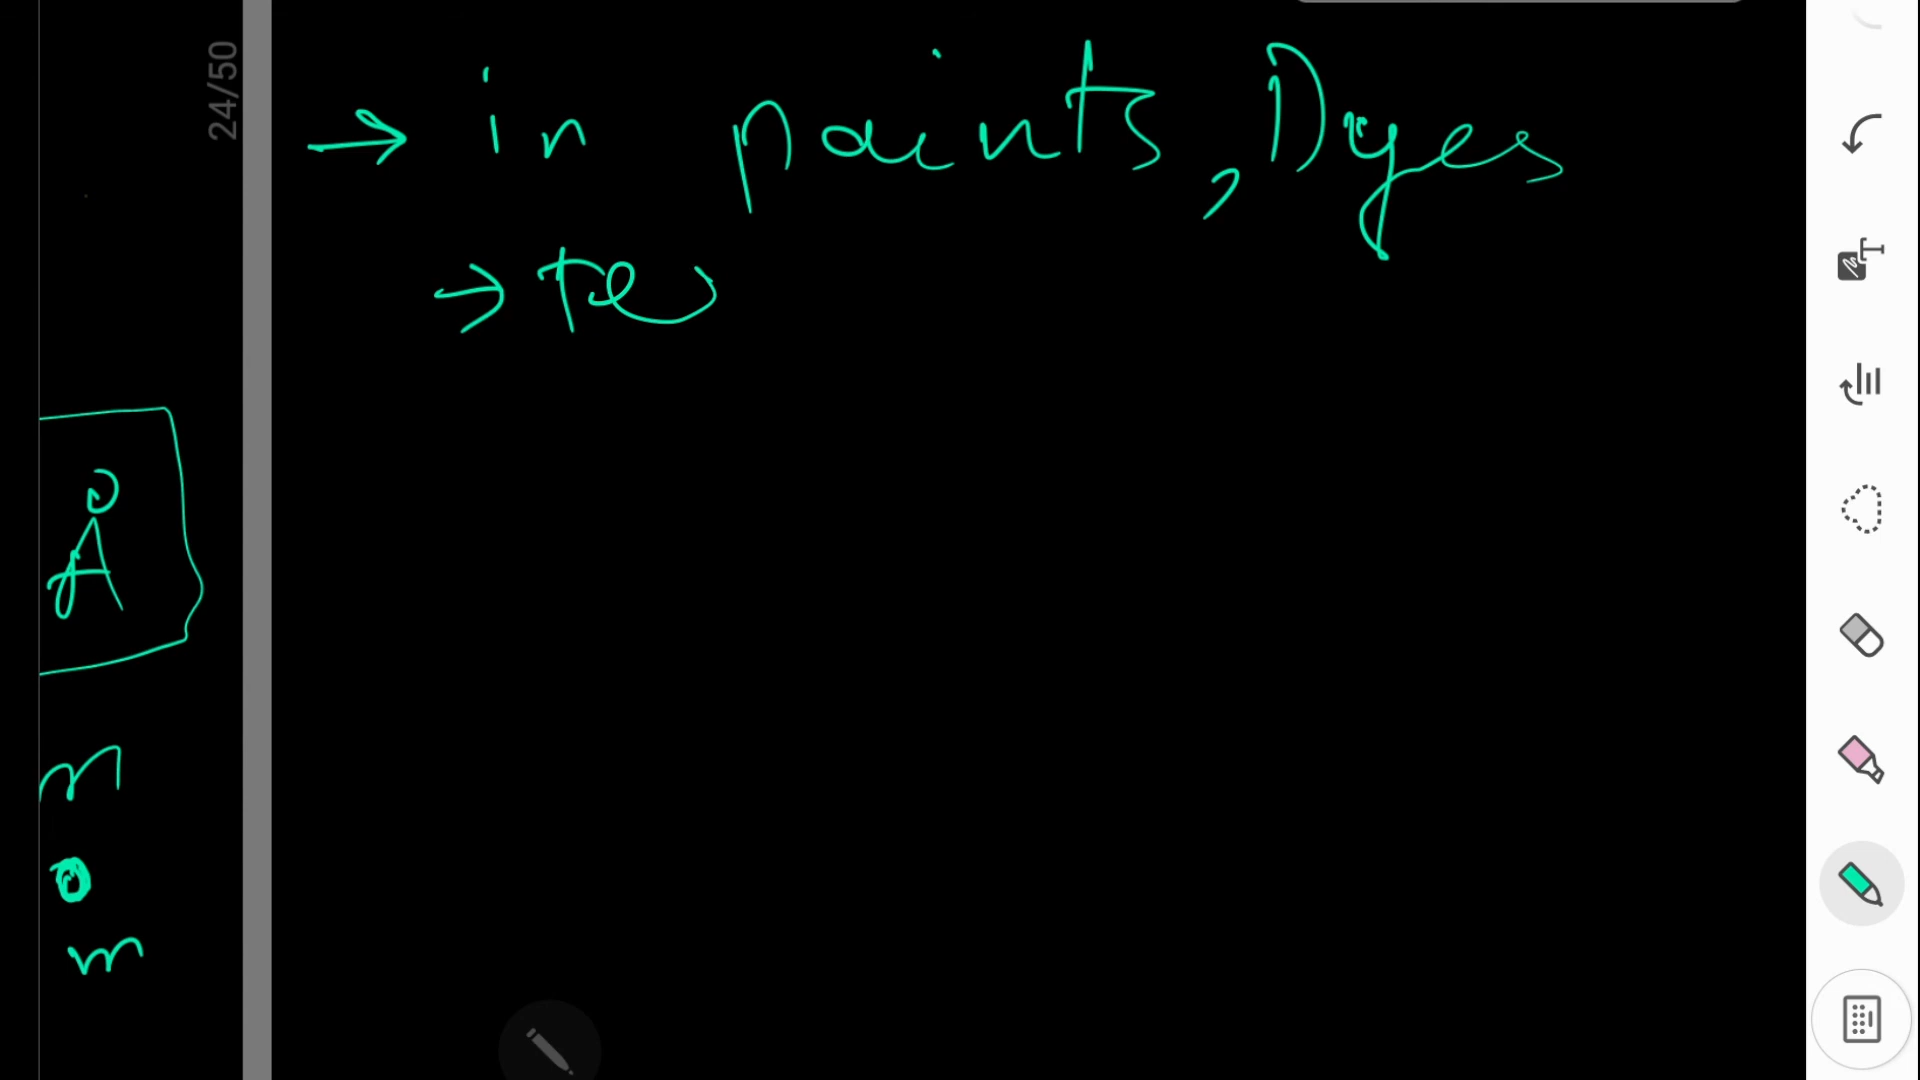 24/50
→ in paints, Dyes
→ te
Å
m
o
m